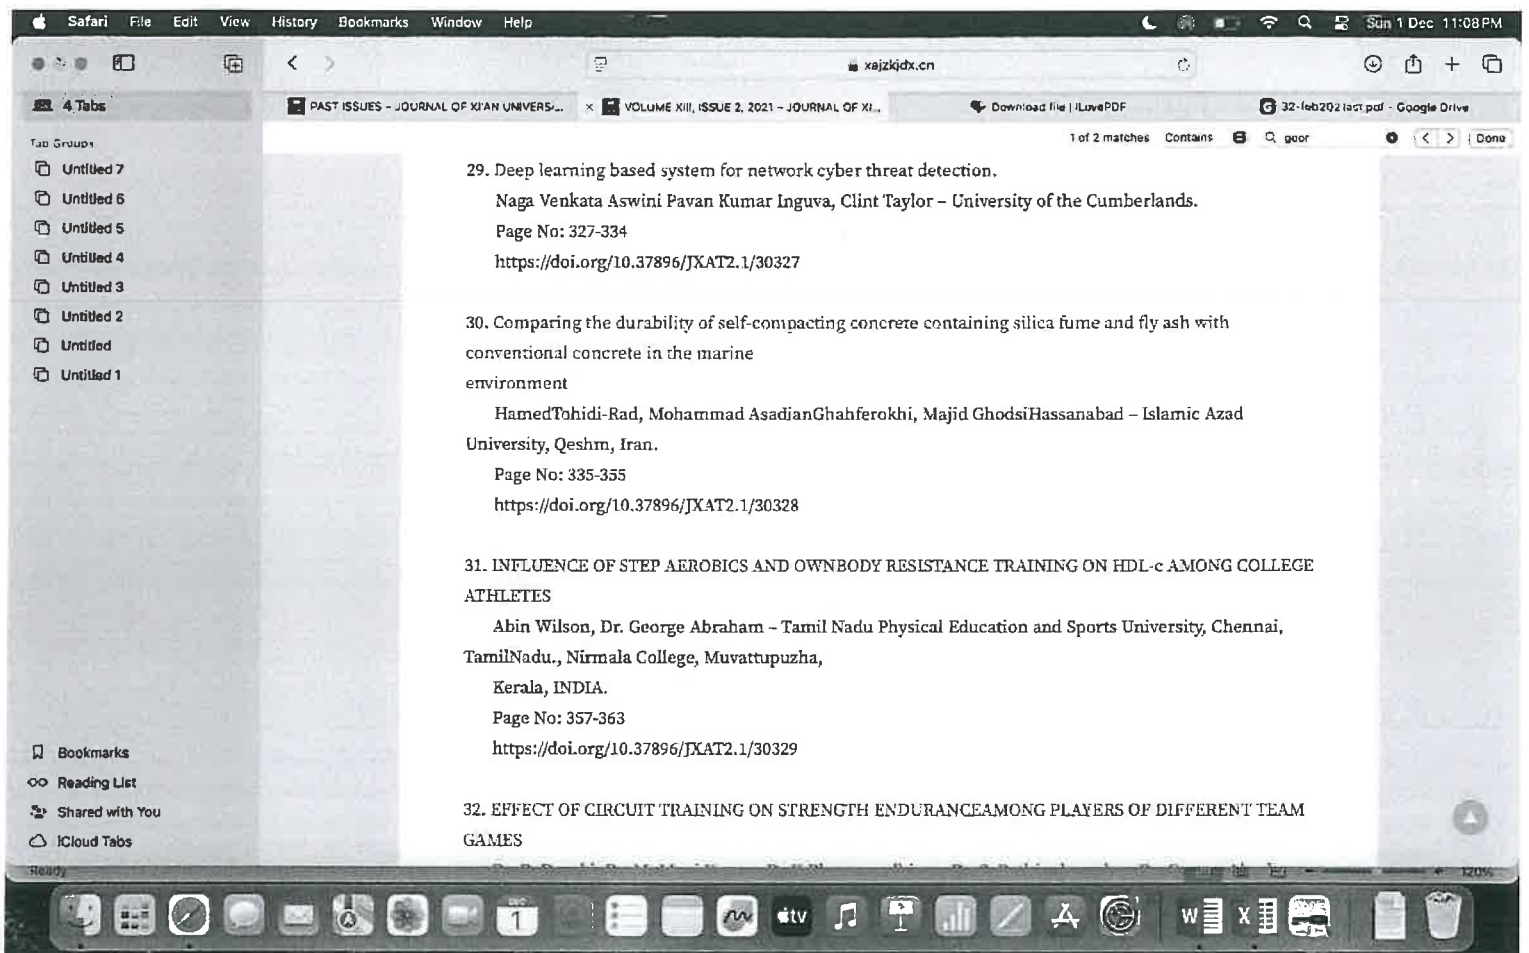 Safari File Edit View History Bookmarks Window Help Sun 1 Dec 11:08 PM
xajzkjdx.cn
4 Tabs
PAST ISSUES - JOURNAL OF XI'AN UNIVERSI... × VOLUME XIII, ISSUE 2, 2021 - JOURNAL OF XI... Download file | iLovePDF G 32-feb202 last.pdf - Google Drive
Tab Groups
1 of 2 matches Contains geor Done
Untitled 7
Untitled 6
Untitled 5
Untitled 4
Untitled 3
Untitled 2
Untitled
Untitled 1
29. Deep learning based system for network cyber threat detection.
Naga Venkata Aswini Pavan Kumar Inguva, Clint Taylor – University of the Cumberlands.
Page No: 327-334
https://doi.org/10.37896/JXAT2.1/30327
30. Comparing the durability of self-compacting concrete containing silica fume and fly ash with
conventional concrete in the marine
environment
HamedTohidi-Rad, Mohammad AsadianGhahferokhi, Majid GhodsiHassanabad – Islamic Azad
University, Qeshm, Iran.
Page No: 335-355
https://doi.org/10.37896/JXAT2.1/30328
31. INFLUENCE OF STEP AEROBICS AND OWNBODY RESISTANCE TRAINING ON HDL-c AMONG COLLEGE
ATHLETES
Abin Wilson, Dr. George Abraham – Tamil Nadu Physical Education and Sports University, Chennai,
TamilNadu., Nirmala College, Muvattupuzha,
Kerala, INDIA.
Page No: 357-363
https://doi.org/10.37896/JXAT2.1/30329
32. EFFECT OF CIRCUIT TRAINING ON STRENGTH ENDURANCEAMONG PLAYERS OF DIFFERENT TEAM
GAMES
Bookmarks
Reading List
Shared with You
iCloud Tabs
Ready 120%
DEC
1
tv
W X